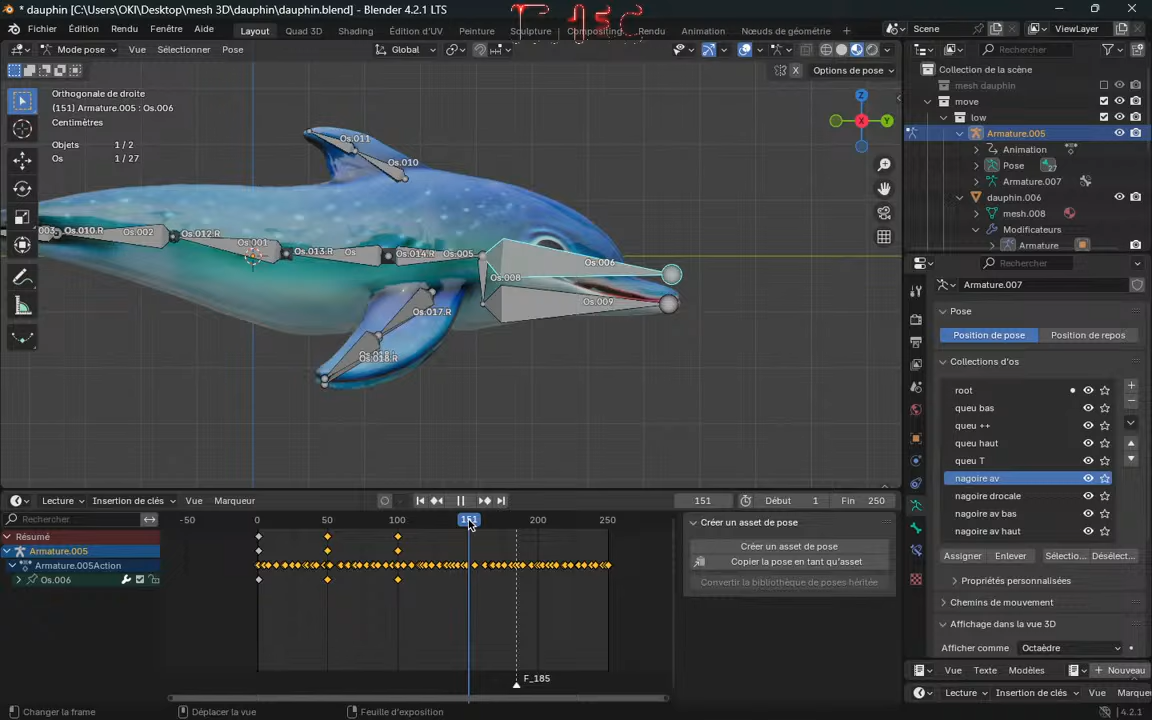 * dauphin [C:\Users\OKI\Desktop\mesh 3D\dauphin\dauphin.blend] - Blender 4.2.1 LTS
Fichier Édition Rendu Fenêtre Aide Layout Quad 3D Shading Édition d'UV Peinture Sculpture Compositing Rendu Animation Nœuds de géométrie Scene ViewLayer
Mode pose Vue Sélectionner Pose Global Rechercher
X Options de pose
Orthogonale de droite
(151) Armature.005 : Os.006
Centimètres
Objets 1 / 2
Os 1 / 27
Z
X
Y
Os.011
Os.010
Os.010.R
Os.002
Os.012.R
Os.001
Os.013.R
Os
Os.014.R
Os.005
Os.006
Os.008
Os.009
Os.017.R
Os.018.R
Collection de la scène
mesh dauphin
move
low
Armature.005
Animation
Pose
27
Armature.007
dauphin.006
mesh.008
Modificateurs
Armature
Rechercher
Armature.007
Pose
Position de pose Position de repos
Collections d'os
root
queu bas
queu ++
queu haut
queu T
nagoire av
nagoire drocale
nagoire av bas
nagoire av haut
Assigner Enlever Sélectio... Désélect...
Propriétés personnalisées
Chemins de mouvement
Affichage dans la vue 3D
Afficher comme Octaèdre
Vue Texte Modèles Nouveau
Lecture Insertion de clés Vue Marque
Lecture Insertion de clés Vue Marqueur 151 Début 1 Fin 250
Rechercher
-50 0 50 100 151 200 250
Résumé
Armature.005
Armature.005Action
Os.006
F_185
Créer un asset de pose
Créer un asset de pose
Copier la pose en tant qu'asset
Convertir la bibliothèque de poses héritée
Changer la frame Déplacer la vue Feuille d'exposition 4.2.1